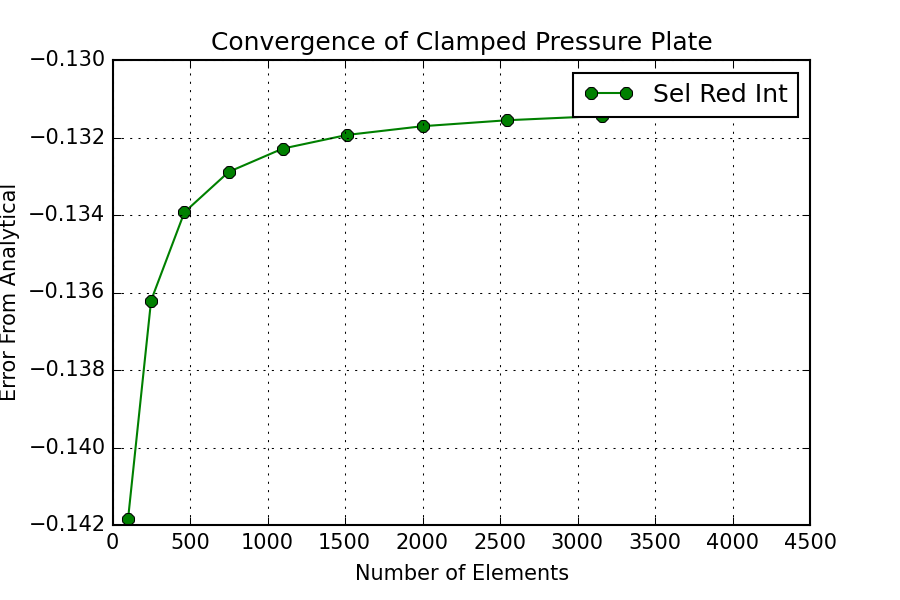 Convergence of Clamped Pressure Plate
−0.130
−0.132
−0.134
−0.136
−0.138
−0.140
−0.142
Error From Analytical
Sel Red Int
0 500 1000 1500 2000 2500 3000 3500 4000 4500
Number of Elements